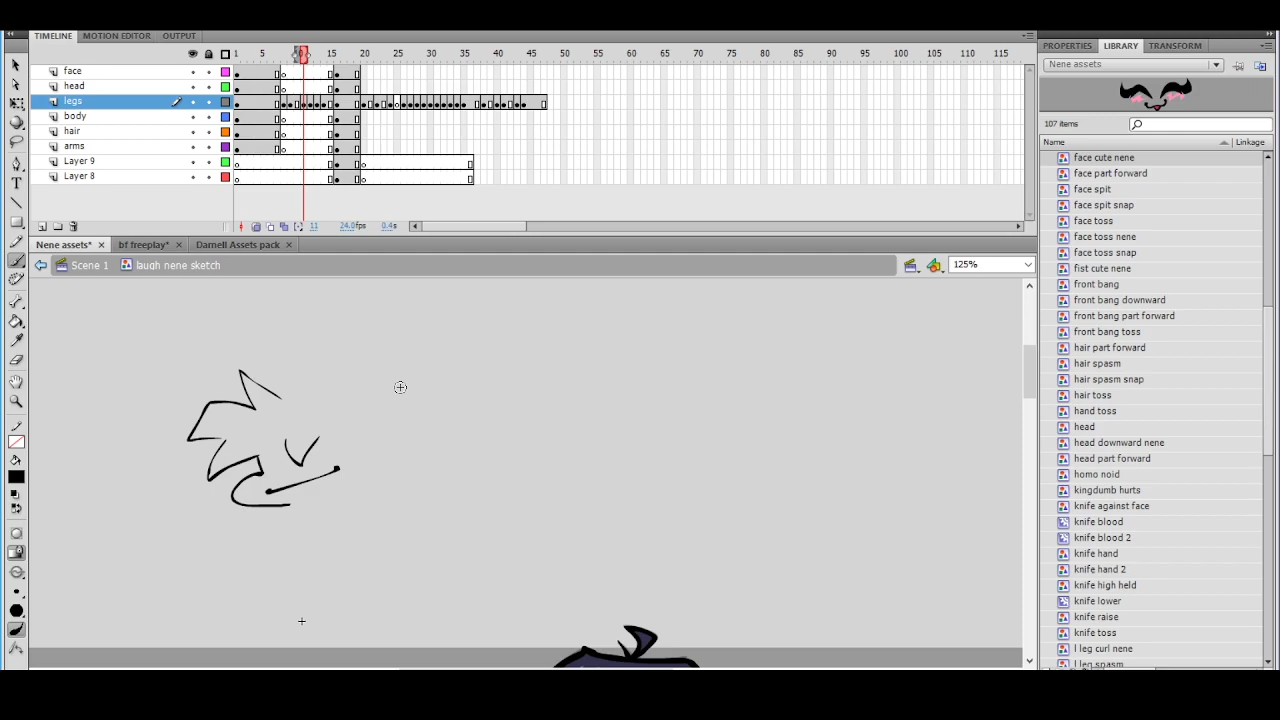 TIMELINE MOTION EDITOR OUTPUT
1 5 15 20 25 30 35 40 45 50 55 60 65 70 75 80 85 90 95 100 105 110 115
face
head
legs
body
hair
arms
Layer 9
Layer 8
11 24.0fps 0.4s
Nene assets* bf freeplay* Darnell Assets pack
Scene 1 laugh nene sketch 125%
PROPERTIES LIBRARY TRANSFORM
Nene assets
107 items
Name Linkage
face cute nene
face part forward
face spit
face spit snap
face toss
face toss nene
face toss snap
fist cute nene
front bang
front bang downward
front bang part forward
front bang toss
hair part forward
hair spasm
hair spasm snap
hair toss
hand toss
head
head downward nene
head part forward
homo noid
kingdumb hurts
knife against face
knife blood
knife blood 2
knife hand
knife hand 2
knife high held
knife lower
knife raise
knife toss
l leg curl nene
l leg spasm